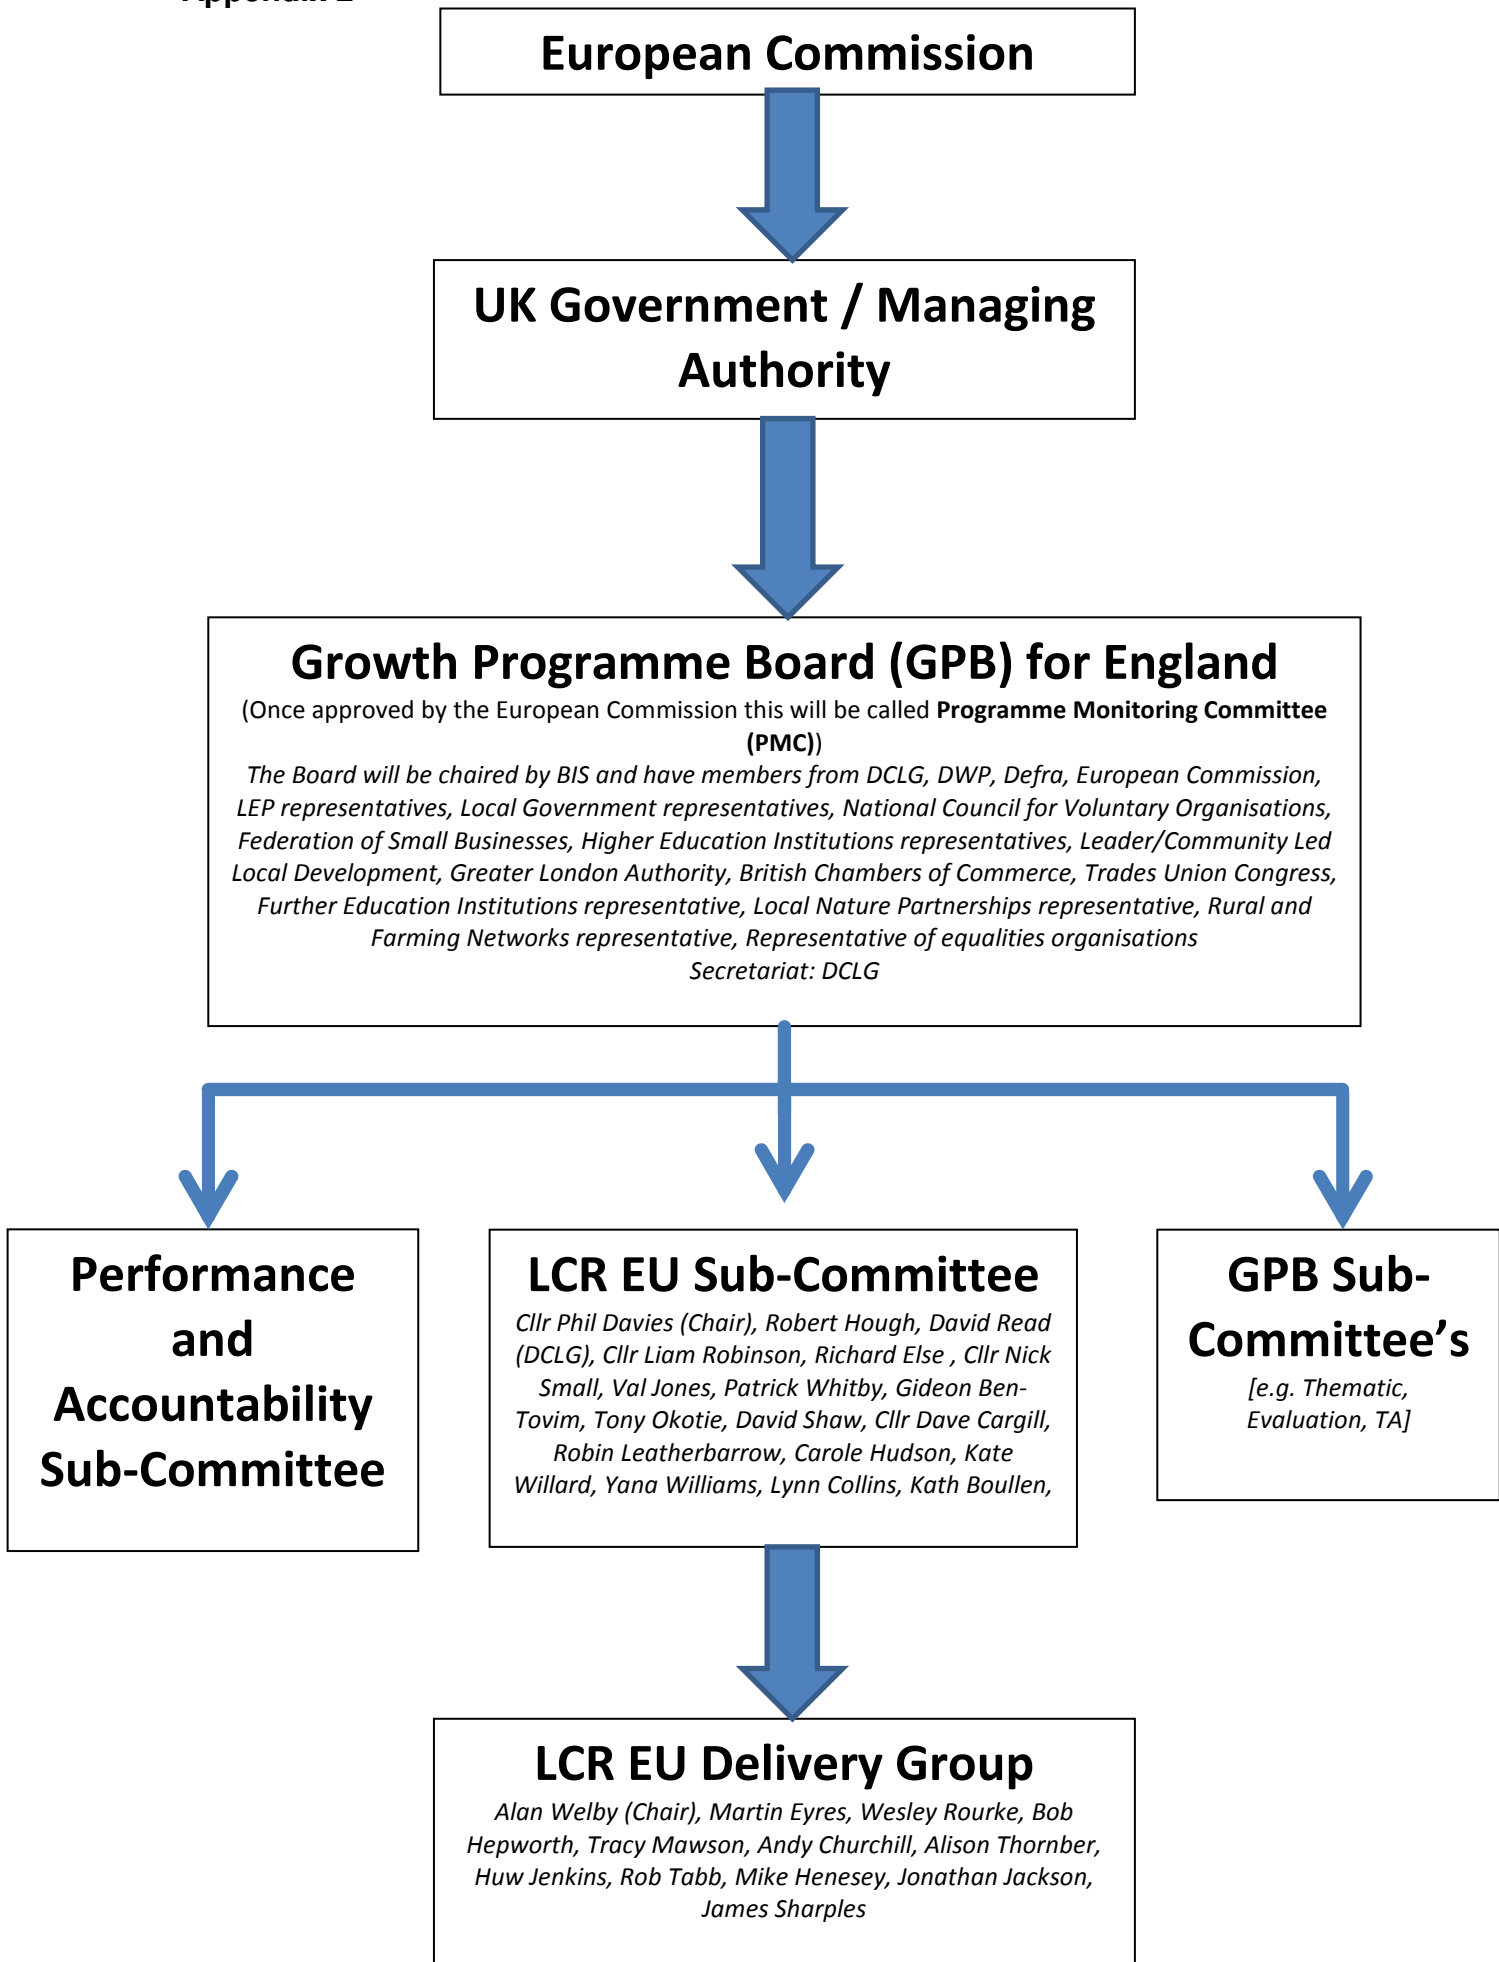 European Commission
UK Government / Managing
Authority
Growth Programme Board (GPB) for England
(Once approved by the European Commission this will be called Programme Monitoring Committee
(PMC))
The Board will be chaired by BIS and have members from DCLG, DWP, Defra, European Commission,
LEP representatives, Local Government representatives, National Council for Voluntary Organisations,
Federation of Small Businesses, Higher Education Institutions representatives, Leader/Community Led
Local Development, Greater London Authority, British Chambers of Commerce, Trades Union Congress,
Further Education Institutions representative, Local Nature Partnerships representative, Rural and
Farming Networks representative, Representative of equalities organisations
Secretariat: DCLG
Performance
and
Accountability
Sub-Committee
LCR EU Sub-Committee
Cllr Phil Davies (Chair), Robert Hough, David Read
(DCLG), Cllr Liam Robinson, Richard Else , Cllr Nick
Small, Val Jones, Patrick Whitby, Gideon Ben-
Tovim, Tony Okotie, David Shaw, Cllr Dave Cargill,
Robin Leatherbarrow, Carole Hudson, Kate
Willard, Yana Williams, Lynn Collins, Kath Boullen,
GPB Sub-
Committee’s
[e.g. Thematic,
Evaluation, TA]
LCR EU Delivery Group
Alan Welby (Chair), Martin Eyres, Wesley Rourke, Bob
Hepworth, Tracy Mawson, Andy Churchill, Alison Thornber,
Huw Jenkins, Rob Tabb, Mike Henesey, Jonathan Jackson,
James Sharples